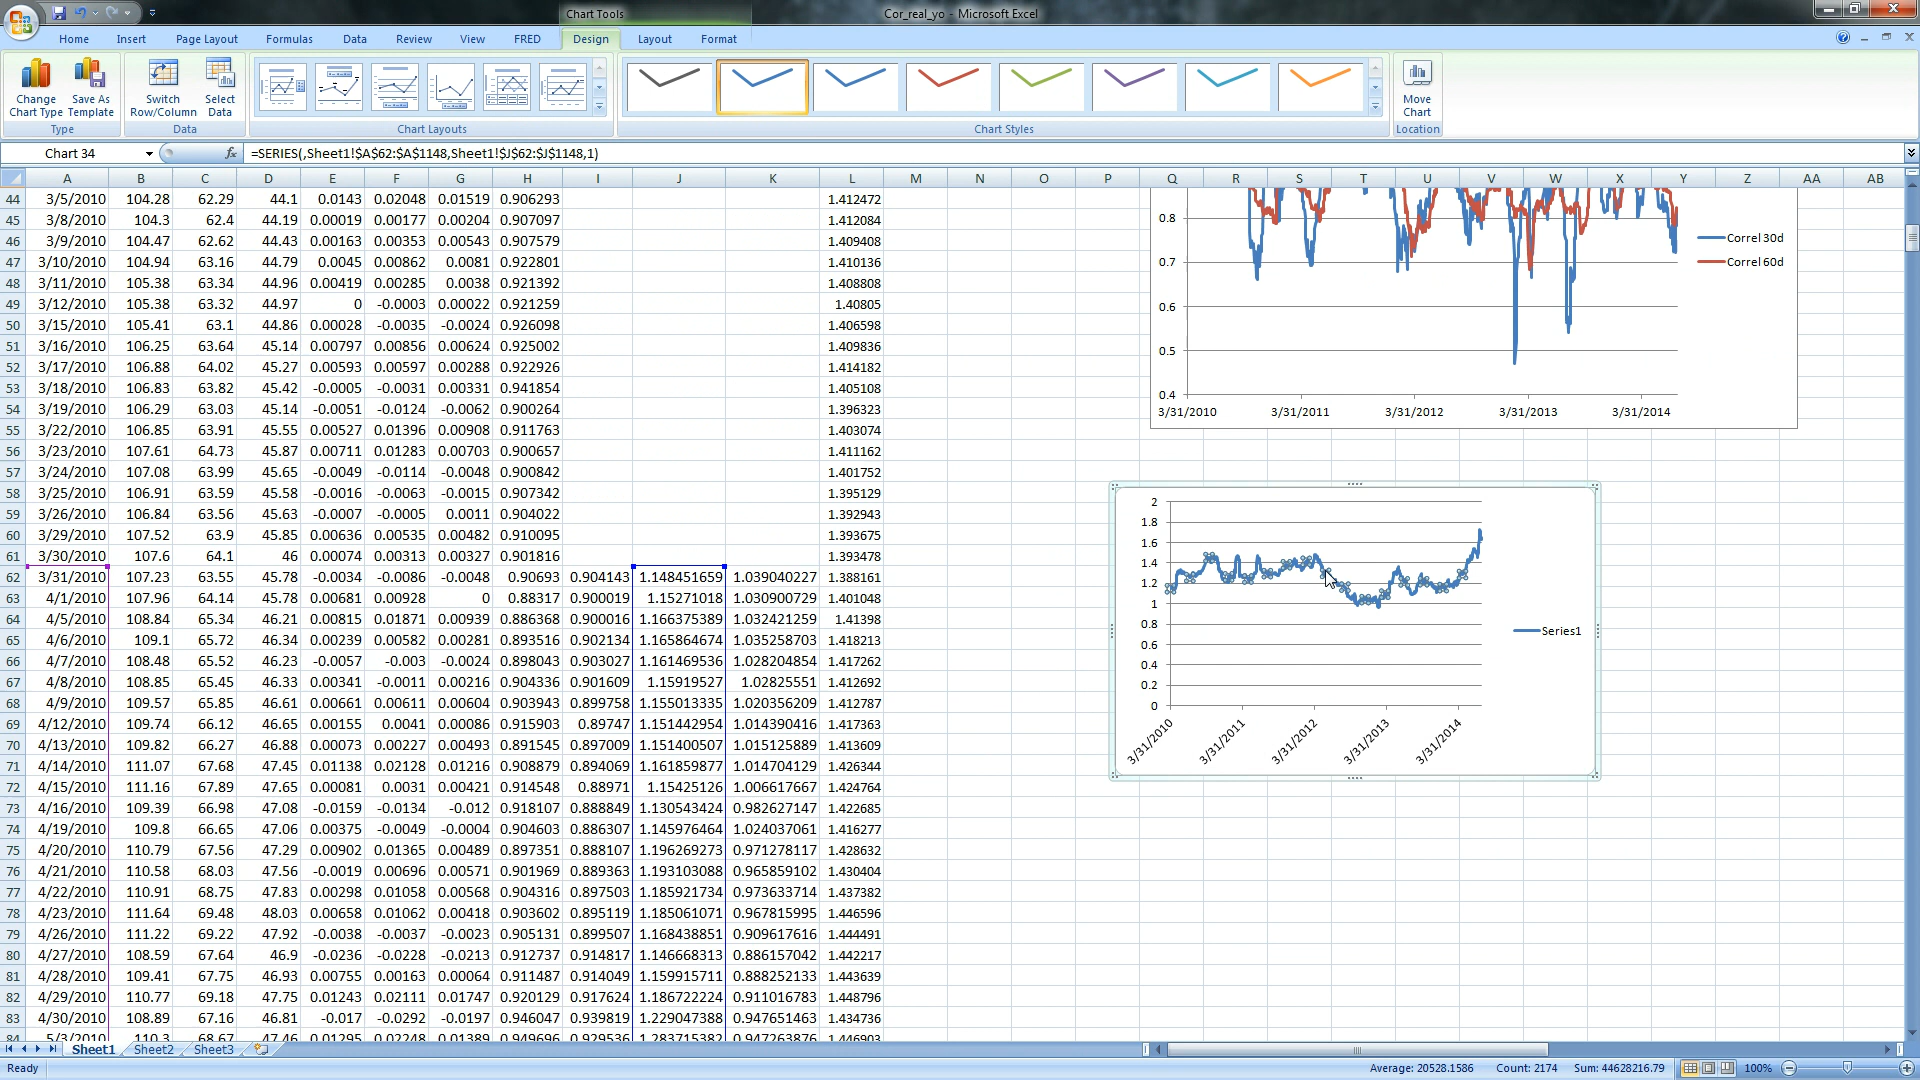 Chart Tools
Cor_real_yo - Microsoft Excel
Home Insert Page Layout Formulas Data Review View FRED Design Layout Format
Change Chart Type
Save As Template
Switch Row/Column
Select Data
Move Chart
Type Data Chart Layouts Chart Styles Location
Chart 34 fx =SERIES(,Sheet1!$A$62:$A$1148,Sheet1!$J$62:$J$1148,1)
A B C D E F G H I J K L M N O P Q R S T U V W X Y Z AA AB
44 3/5/2010 104.28 62.29 44.1 0.0143 0.02048 0.01519 0.906293 1.412472
45 3/8/2010 104.3 62.4 44.19 0.00019 0.00177 0.00204 0.907097 1.412084
46 3/9/2010 104.47 62.62 44.43 0.00163 0.00353 0.00543 0.907579 1.409408
47 3/10/2010 104.94 63.16 44.79 0.0045 0.00862 0.0081 0.922801 1.410136
48 3/11/2010 105.38 63.34 44.96 0.00419 0.00285 0.0038 0.921392 1.408808
49 3/12/2010 105.38 63.32 44.97 0 -0.0003 0.00022 0.921259 1.40805
50 3/15/2010 105.41 63.1 44.86 0.00028 -0.0035 -0.0024 0.926098 1.406598
51 3/16/2010 106.25 63.64 45.14 0.00797 0.00856 0.00624 0.925002 1.409836
52 3/17/2010 106.88 64.02 45.27 0.00593 0.00597 0.00288 0.922926 1.414182
53 3/18/2010 106.83 63.82 45.42 -0.0005 -0.0031 0.00331 0.941854 1.405108
54 3/19/2010 106.29 63.03 45.14 -0.0051 -0.0124 -0.0062 0.900264 1.396323
55 3/22/2010 106.85 63.91 45.55 0.00527 0.01396 0.00908 0.911763 1.403074
56 3/23/2010 107.61 64.73 45.87 0.00711 0.01283 0.00703 0.900657 1.411162
57 3/24/2010 107.08 63.99 45.65 -0.0049 -0.0114 -0.0048 0.900842 1.401752
58 3/25/2010 106.91 63.59 45.58 -0.0016 -0.0063 -0.0015 0.907342 1.395129
59 3/26/2010 106.84 63.56 45.63 -0.0007 -0.0005 0.0011 0.904022 1.392943
60 3/29/2010 107.52 63.9 45.85 0.00636 0.00535 0.00482 0.910095 1.393675
61 3/30/2010 107.6 64.1 46 0.00074 0.00313 0.00327 0.901816 1.393478
62 3/31/2010 107.23 63.55 45.78 -0.0034 -0.0086 -0.0048 0.90693 0.904143 1.148451659 1.039040227 1.388161
63 4/1/2010 107.96 64.14 45.78 0.00681 0.00928 0 0.88317 0.900019 1.15271018 1.030900729 1.401048
64 4/5/2010 108.84 65.34 46.21 0.00815 0.01871 0.00939 0.886368 0.900016 1.166375389 1.032421259 1.41398
65 4/6/2010 109.1 65.72 46.34 0.00239 0.00582 0.00281 0.893516 0.902134 1.165864674 1.035258703 1.418213
66 4/7/2010 108.48 65.52 46.23 -0.0057 -0.003 -0.0024 0.898043 0.903027 1.161469536 1.028204854 1.417262
67 4/8/2010 108.85 65.45 46.33 0.00341 -0.0011 0.00216 0.904336 0.901609 1.15919527 1.02825551 1.412692
68 4/9/2010 109.57 65.85 46.61 0.00661 0.00611 0.00604 0.903943 0.899758 1.155013335 1.020356209 1.412787
69 4/12/2010 109.74 66.12 46.65 0.00155 0.0041 0.00086 0.915903 0.89747 1.151442954 1.014390416 1.417363
70 4/13/2010 109.82 66.27 46.88 0.00073 0.00227 0.00493 0.891545 0.897009 1.151400507 1.015125889 1.413609
71 4/14/2010 111.07 67.68 47.45 0.01138 0.02128 0.01216 0.908879 0.894069 1.161859877 1.014704129 1.426344
72 4/15/2010 111.16 67.89 47.65 0.00081 0.0031 0.00421 0.914548 0.88971 1.15425126 1.006617667 1.424764
73 4/16/2010 109.39 66.98 47.08 -0.0159 -0.0134 -0.012 0.918107 0.888849 1.130543424 0.982627147 1.422685
74 4/19/2010 109.8 66.65 47.06 0.00375 -0.0049 -0.0004 0.904603 0.886307 1.145976464 1.024037061 1.416277
75 4/20/2010 110.79 67.56 47.29 0.00902 0.01365 0.00489 0.897351 0.888107 1.196269273 0.971278117 1.428632
76 4/21/2010 110.58 68.03 47.56 -0.0019 0.00696 0.00571 0.901969 0.889363 1.193103088 0.965859102 1.430404
77 4/22/2010 110.91 68.75 47.83 0.00298 0.01058 0.00568 0.904316 0.897503 1.185921734 0.973633714 1.437382
78 4/23/2010 111.64 69.48 48.03 0.00658 0.01062 0.00418 0.903602 0.895119 1.185061071 0.967815995 1.446596
79 4/26/2010 111.22 69.22 47.92 -0.0038 -0.0037 -0.0023 0.905131 0.899507 1.168438851 0.909617616 1.444491
80 4/27/2010 108.59 67.64 46.9 -0.0236 -0.0228 -0.0213 0.912737 0.914817 1.146668313 0.886157042 1.442217
81 4/28/2010 109.41 67.75 46.93 0.00755 0.00163 0.00064 0.911487 0.914049 1.159915711 0.888252133 1.443639
82 4/29/2010 110.77 69.18 47.75 0.01243 0.02111 0.01747 0.920129 0.917624 1.186722224 0.911016783 1.448796
83 4/30/2010 108.89 67.16 46.81 -0.017 -0.0292 -0.0197 0.946047 0.939819 1.229047388 0.947651463 1.434736
84 5/3/2010 110.3 68.67 47.46 0.01295 0.02248 0.01389 0.949696 0.929536 1.283715382 0.947263876 1.446903
0.8
0.7
0.6
0.5
0.4
3/31/2010 3/31/2011 3/31/2012 3/31/2013 3/31/2014
Correl 30d
Correl 60d
2
1.8
1.6
1.4
1.2
1
0.8
0.6
0.4
0.2
0
3/31/2010 3/31/2011 3/31/2012 3/31/2013 3/31/2014
Series1
Sheet1 Sheet2 Sheet3
Ready Average: 20528.1586 Count: 2174 Sum: 44628216.79 100%